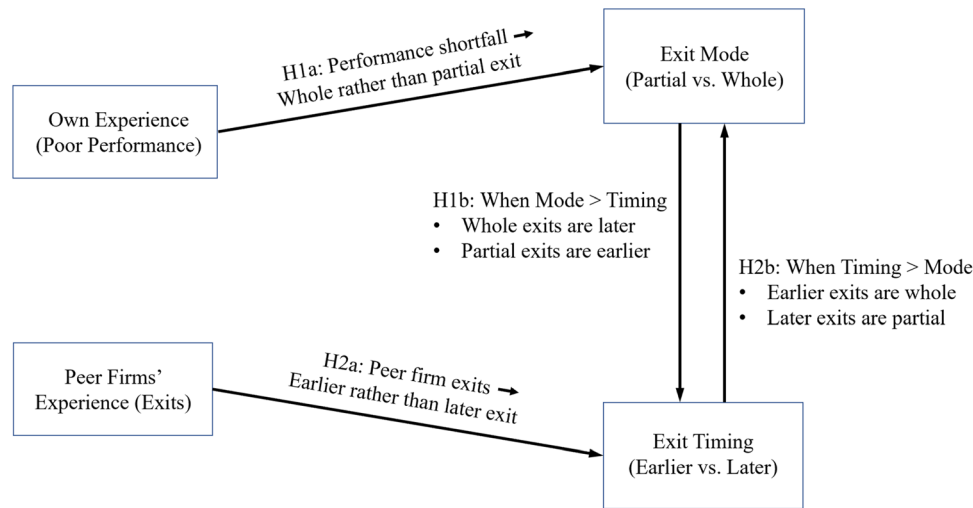 H1a: Performance shortfall →
Whole rather than partial exit
Exit Mode
(Partial vs. Whole)
Own Experience
(Poor Performance)
H1b: When Mode > Timing
• Whole exits are later
• Partial exits are earlier
H2b: When Timing > Mode
• Earlier exits are whole
• Later exits are partial
Peer Firms’
Experience (Exits)
H2a: Peer firm exits →
Earlier rather than later exit
Exit Timing
(Earlier vs. Later)